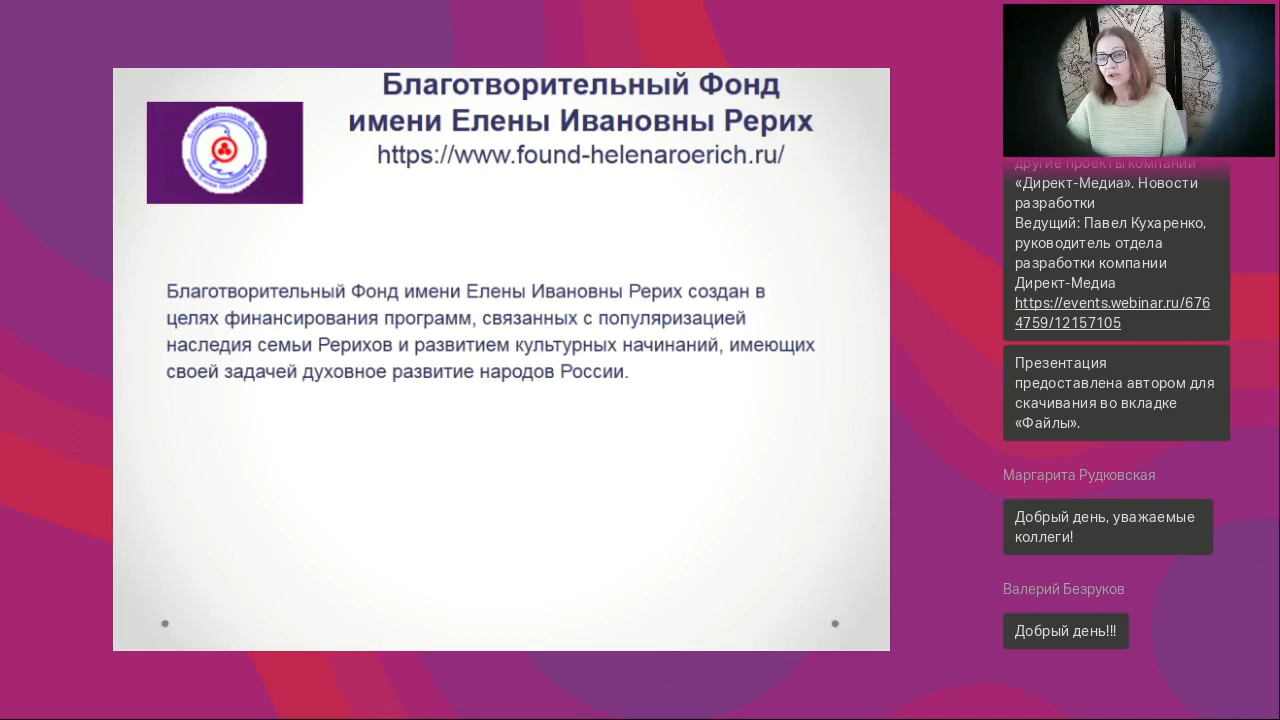 Благотворительный Фонд
имени Елены Ивановны Рерих
https://www.found-helenaroerich.ru/
Благотворительный Фонд имени Елены Ивановны Рерих создан в
целях финансирования программ, связанных с популяризацией
наследия семьи Рерихов и развитием культурных начинаний, имеющих
своей задачей духовное развитие народов России.
другие проекты компании
«Директ-Медиа». Новости
разработки
Ведущий: Павел Кухаренко,
руководитель отдела
разработки компании
Директ-Медиа
https://events.webinar.ru/676
4759/12157105
Презентация
предоставлена автором для
скачивания во вкладке
«Файлы».
Маргарита Рудковская
Добрый день, уважаемые
коллеги!
Валерий Безруков
Добрый день!!!